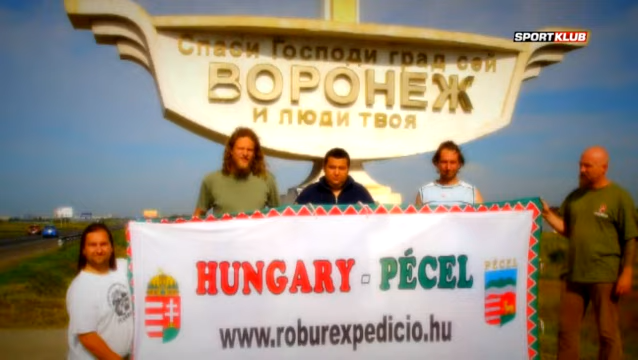 SPORTKLUB
Спаси Господи град сей
ВОРОНЕЖ
и люди твоя
HUNGARY - PÉCEL
PÉCEL
www.roburexpedicio.hu